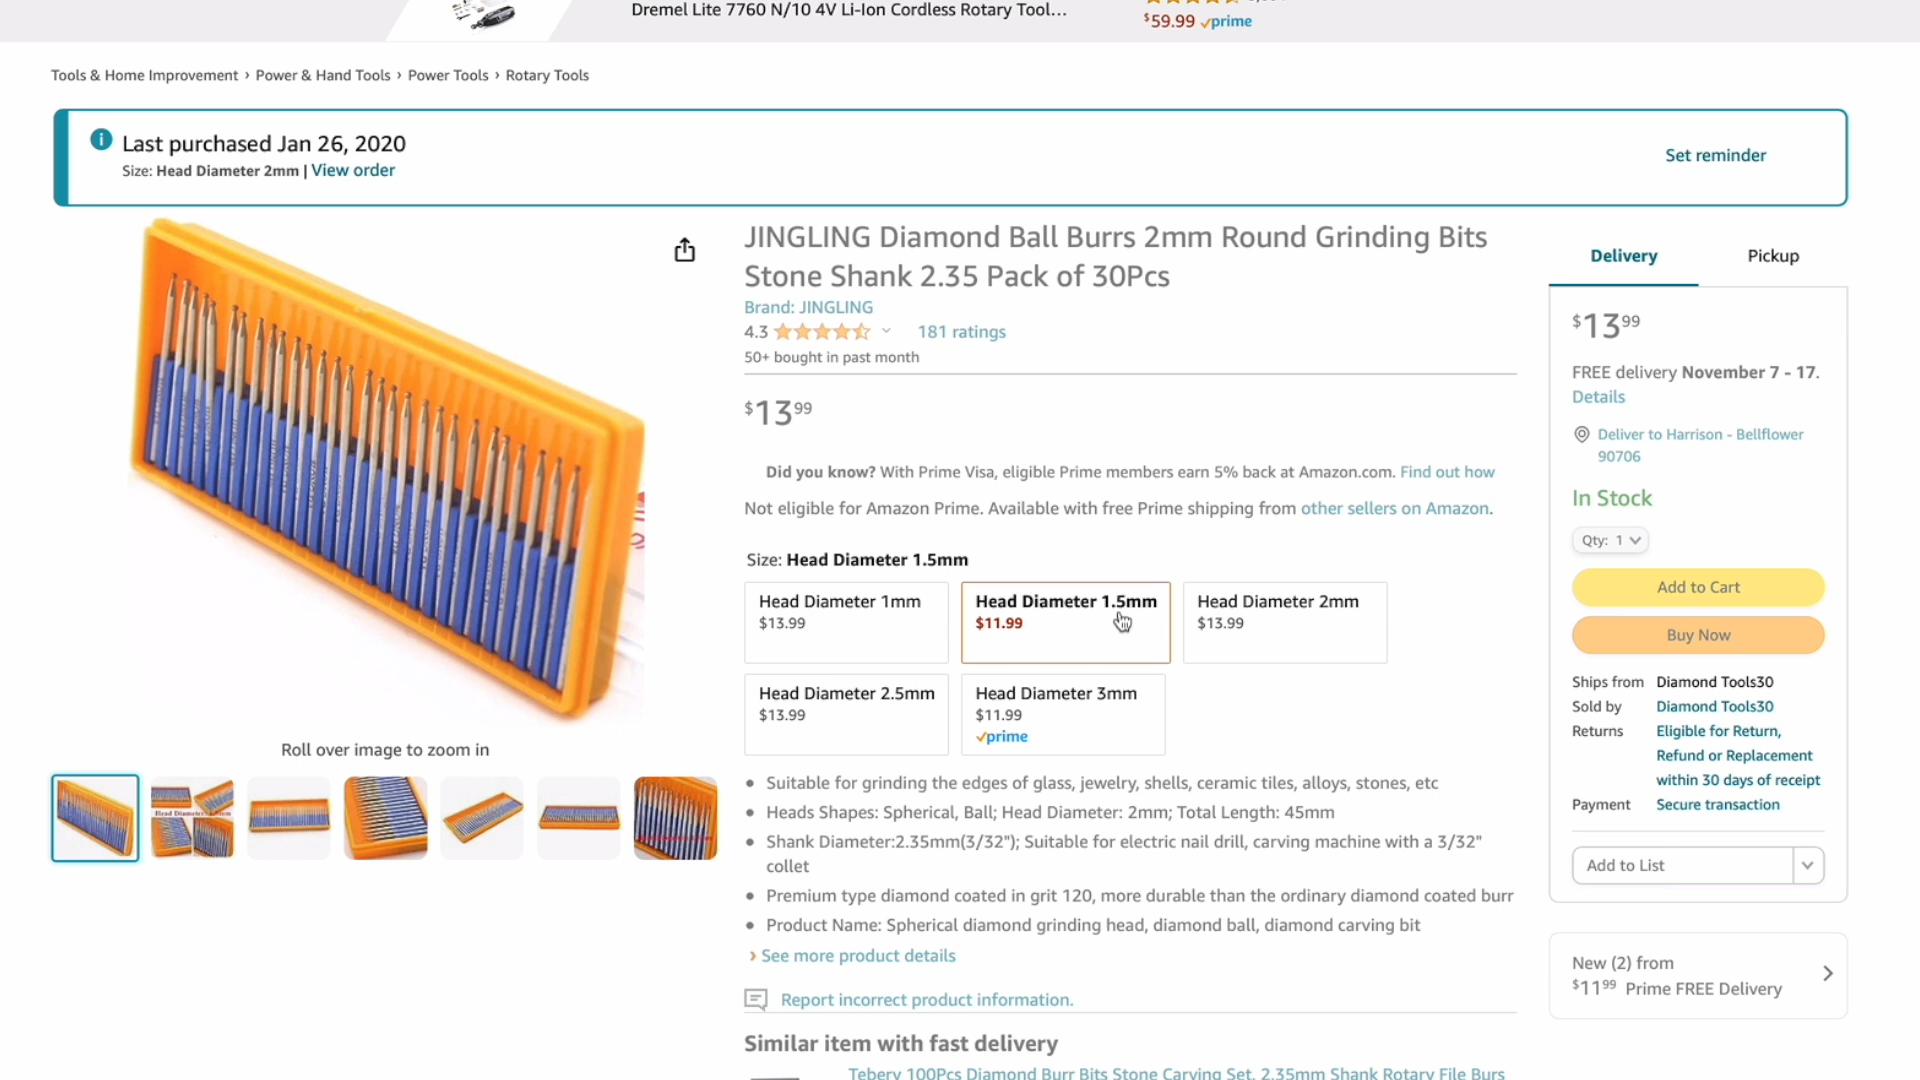 Dremel Lite 7760 N/10 4V Li-Ion Cordless Rotary Tool...
$59.99 prime
Tools & Home Improvement › Power & Hand Tools › Power Tools › Rotary Tools
Last purchased Jan 26, 2020
Size: Head Diameter 2mm | View order
Set reminder
JINGLING Diamond Ball Burrs 2mm Round Grinding Bits
Stone Shank 2.35 Pack of 30Pcs
Brand: JINGLING
4.3 181 ratings
50+ bought in past month
$13.99
Did you know? With Prime Visa, eligible Prime members earn 5% back at Amazon.com. Find out how
Not eligible for Amazon Prime. Available with free Prime shipping from other sellers on Amazon.
Size: Head Diameter 1.5mm
Head Diameter 1mm
$13.99
Head Diameter 1.5mm
$11.99
Head Diameter 2mm
$13.99
Head Diameter 2.5mm
$13.99
Head Diameter 3mm
$11.99
prime
• Suitable for grinding the edges of glass, jewelry, shells, ceramic tiles, alloys, stones, etc
• Heads Shapes: Spherical, Ball; Head Diameter: 2mm; Total Length: 45mm
• Shank Diameter:2.35mm(3/32"); Suitable for electric nail drill, carving machine with a 3/32"
collet
• Premium type diamond coated in grit 120, more durable than the ordinary diamond coated burr
• Product Name: Spherical diamond grinding head, diamond ball, diamond carving bit
› See more product details
Report incorrect product information.
Similar item with fast delivery
Tebery 100Pcs Diamond Burr Bits Stone Carving Set, 2.35mm Shank Rotary File Burs
Roll over image to zoom in
Delivery
Pickup
$13.99
FREE delivery November 7 - 17.
Details
Deliver to Harrison - Bellflower
90706
In Stock
Qty: 1
Add to Cart
Buy Now
Ships from Diamond Tools30
Sold by Diamond Tools30
Returns Eligible for Return,
Refund or Replacement
within 30 days of receipt
Payment Secure transaction
Add to List
New (2) from
$11.99 Prime FREE Delivery